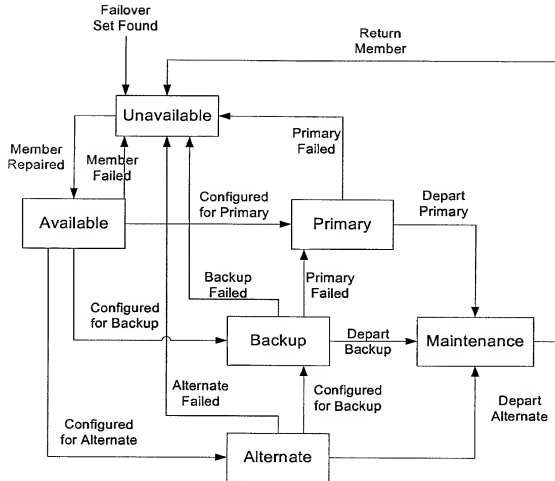 Failover
Set Found
Return
Member
Unavailable
Member
Repaired
Member
Failed
Primary
Failed
Available
Configured
for Primary
Primary
Depart
Primary
Backup
Failed
Primary
Failed
Configured
for Backup
Backup
Depart
Backup
Maintenance
Alternate
Failed
Configured
for Backup
Depart
Alternate
Configured
for Alternate
Alternate